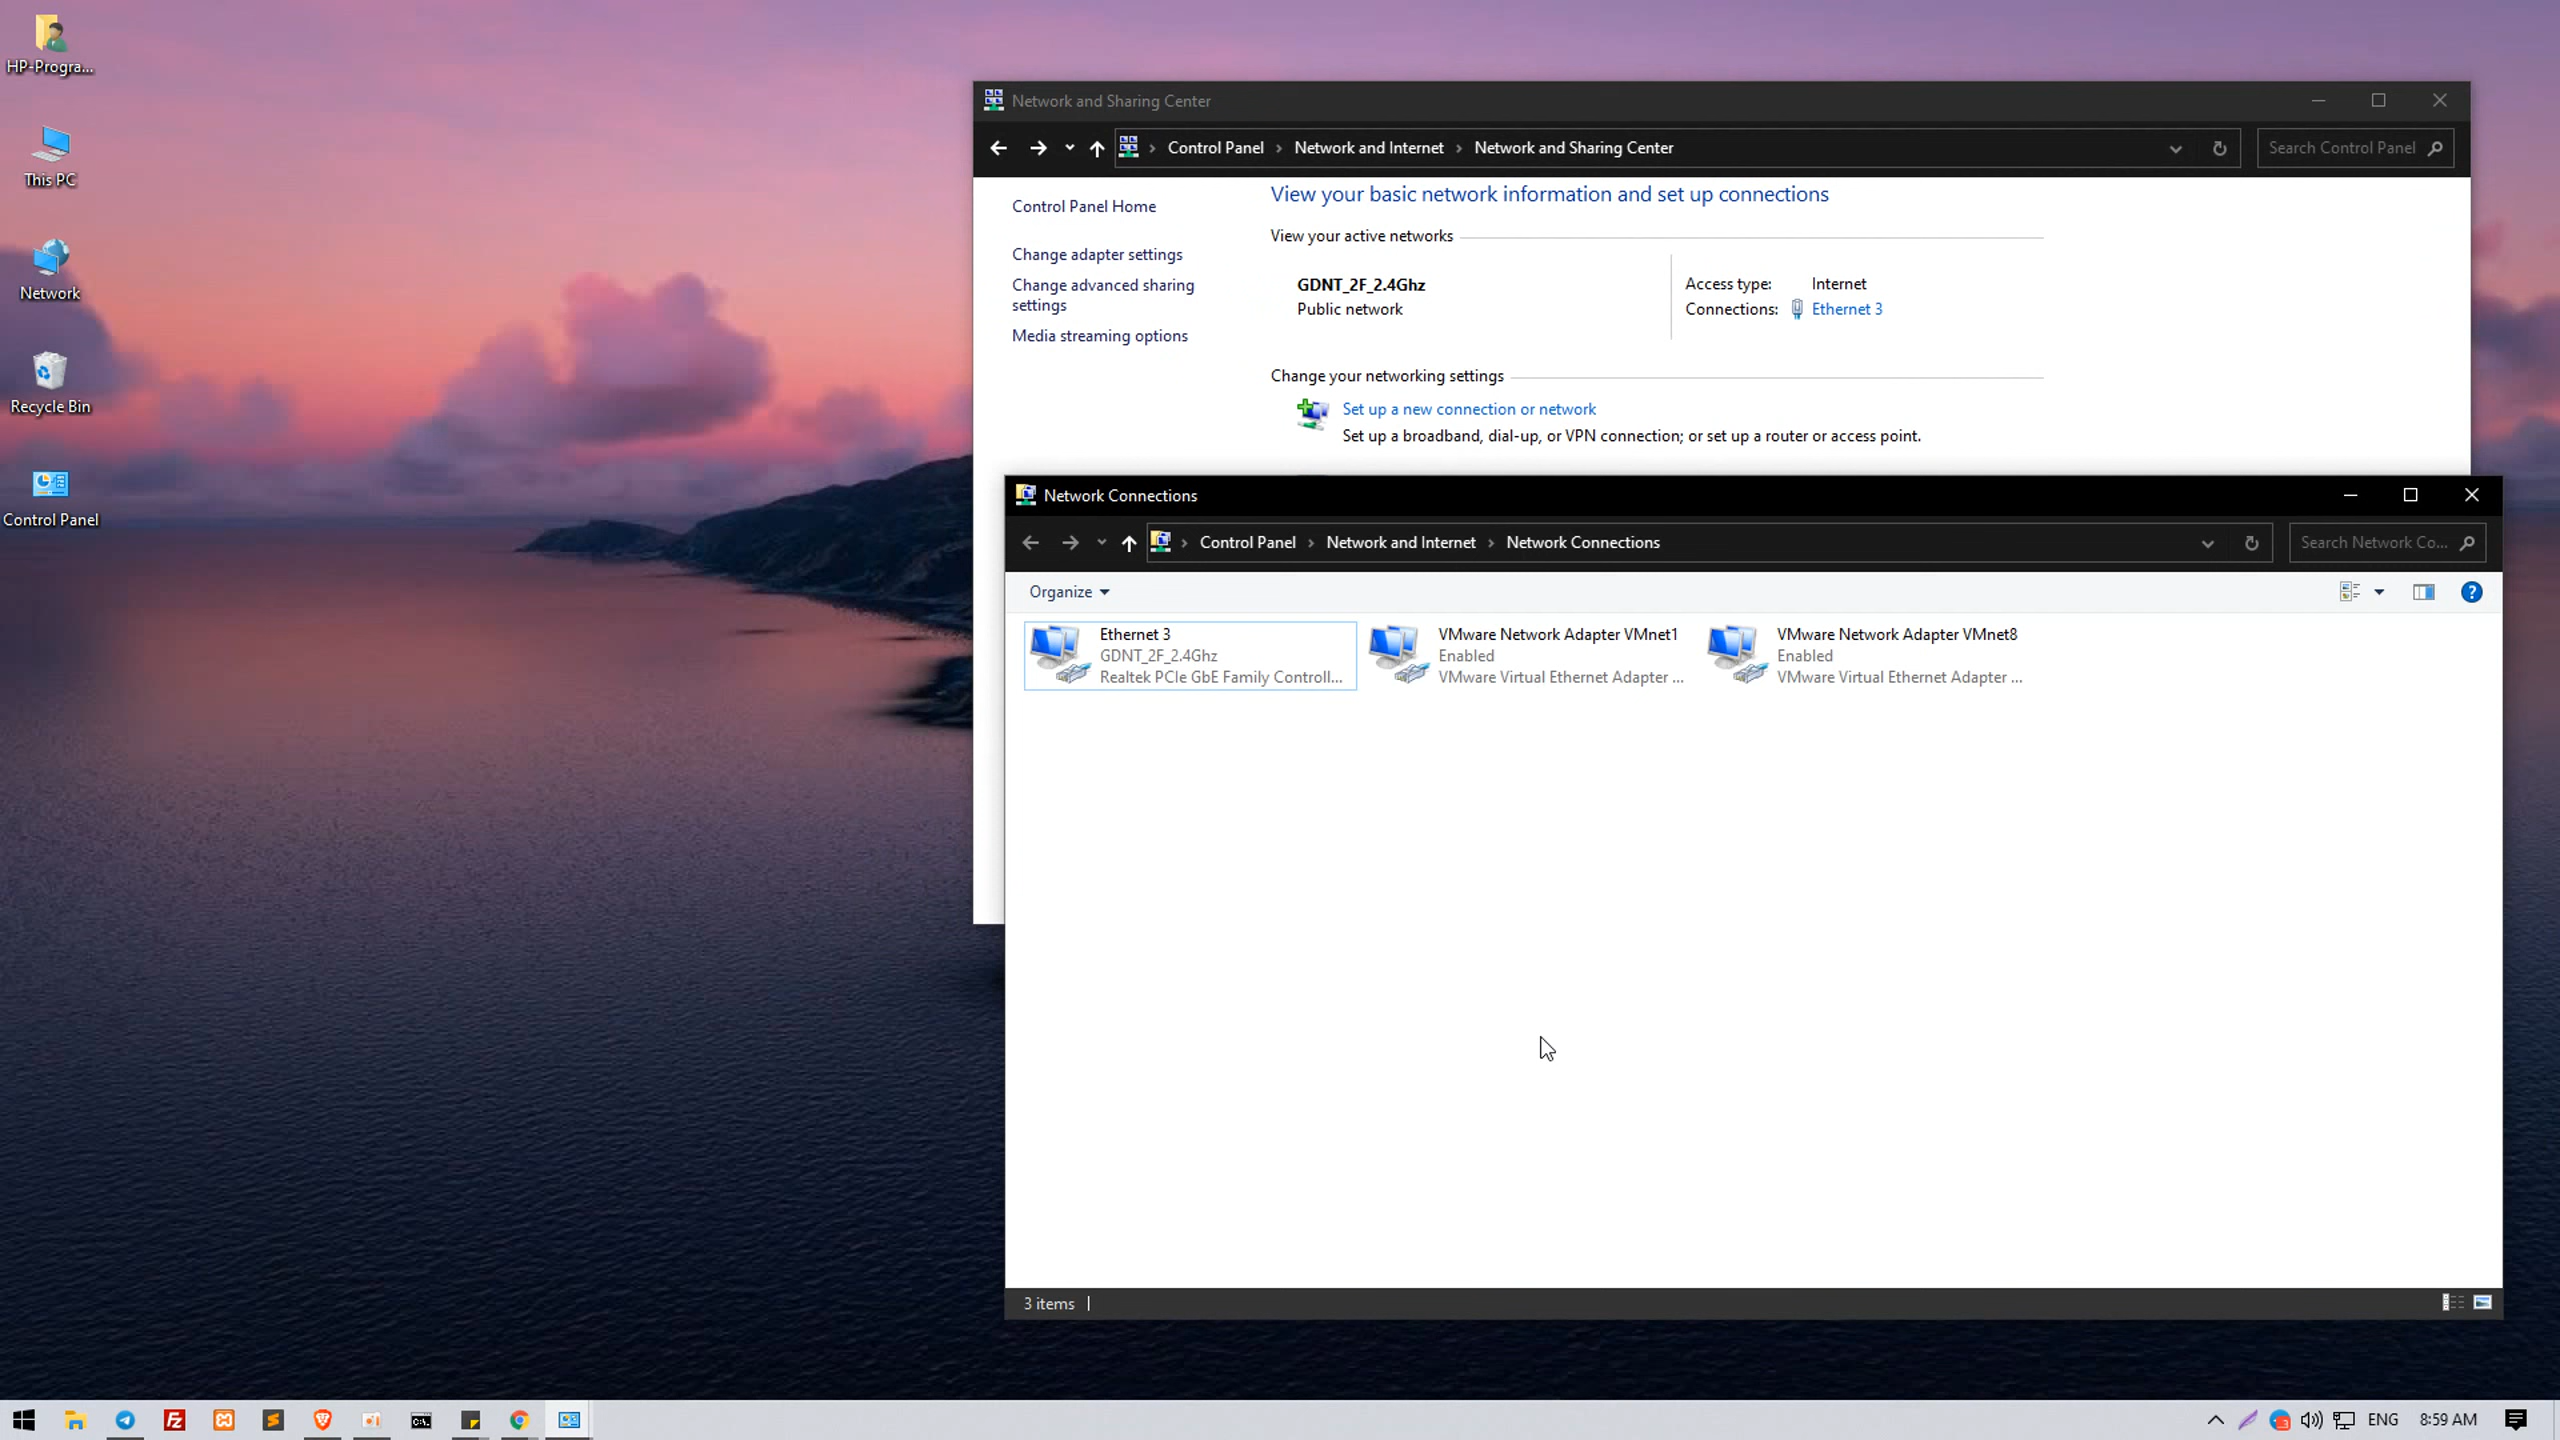 HP-Progra...
This PC
Network
Recycle Bin
Control Panel
Network and Sharing Center
Control Panel
Network and Internet
Network and Sharing Center
Search Control Panel
Control Panel Home
Change adapter settings
Change advanced sharing
settings
Media streaming options
View your basic network information and set up connections
View your active networks
GDNT_2F_2.4Ghz
Public network
Access type: Internet
Connections: Ethernet 3
Change your networking settings
Set up a new connection or network
Set up a broadband, dial-up, or VPN connection; or set up a router or access point.
Network Connections
Control Panel
Network and Internet
Network Connections
Search Network Co...
Organize
Ethernet 3
GDNT_2F_2.4Ghz
Realtek PCIe GbE Family Controll...
VMware Network Adapter VMnet1
Enabled
VMware Virtual Ethernet Adapter ...
VMware Network Adapter VMnet8
Enabled
VMware Virtual Ethernet Adapter ...
3 items
ENG
8:59 AM